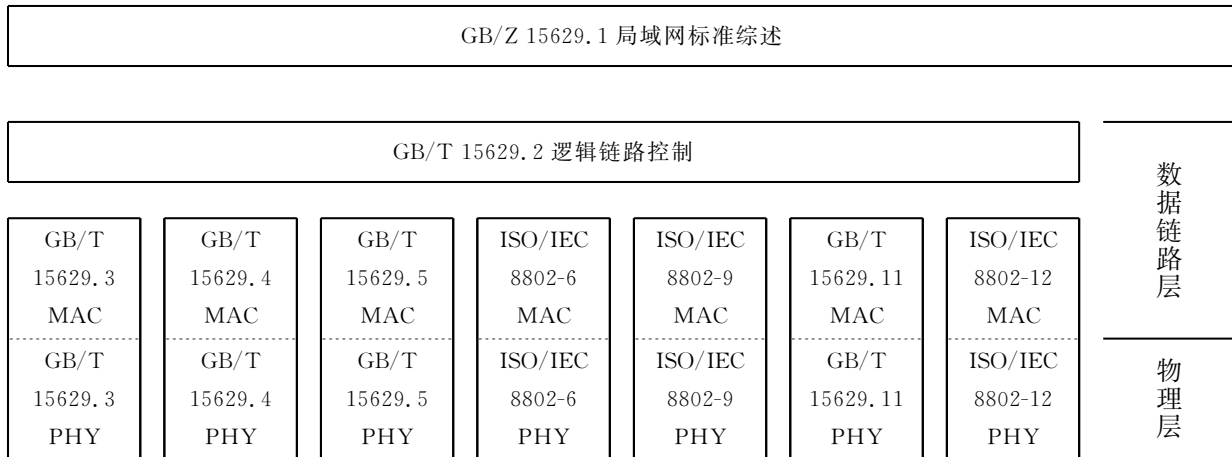 GB/Z 15629.1 局域网标准综述
GB/T 15629.2 逻辑链路控制
数据链路层
GB/T
15629.3
MAC
GB/T
15629.4
MAC
GB/T
15629.5
MAC
ISO/IEC
8802-6
MAC
ISO/IEC
8802-9
MAC
GB/T
15629.11
MAC
ISO/IEC
8802-12
MAC
GB/T
15629.3
PHY
GB/T
15629.4
PHY
GB/T
15629.5
PHY
ISO/IEC
8802-6
PHY
ISO/IEC
8802-9
PHY
GB/T
15629.11
PHY
ISO/IEC
8802-12
PHY
物理层